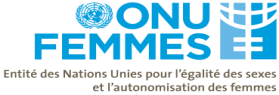 ONU
FEMMES
Entité des Nations Unies pour l'égalité des sexes
et l'autonomisation des femmes